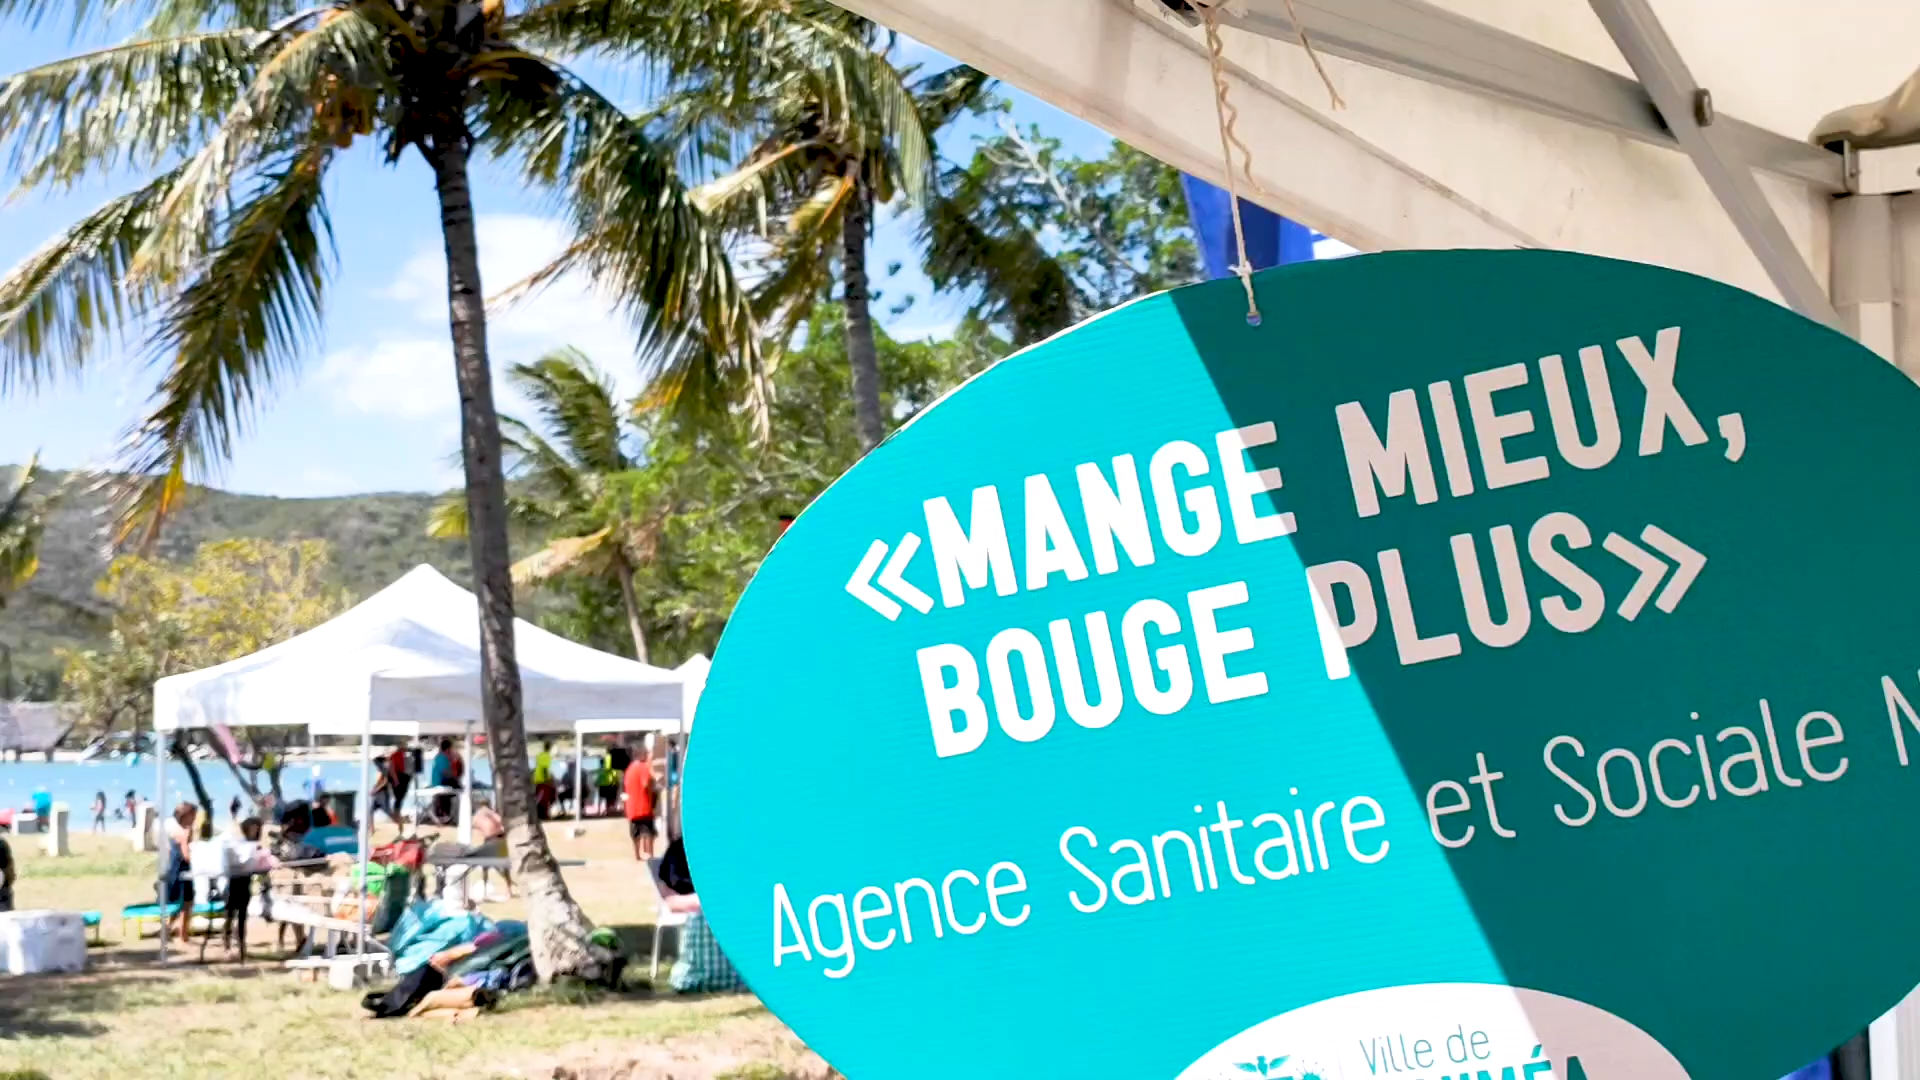 «MANGE MIEUX,
BOUGE PLUS»
Agence Sanitaire et Sociale
Ville de